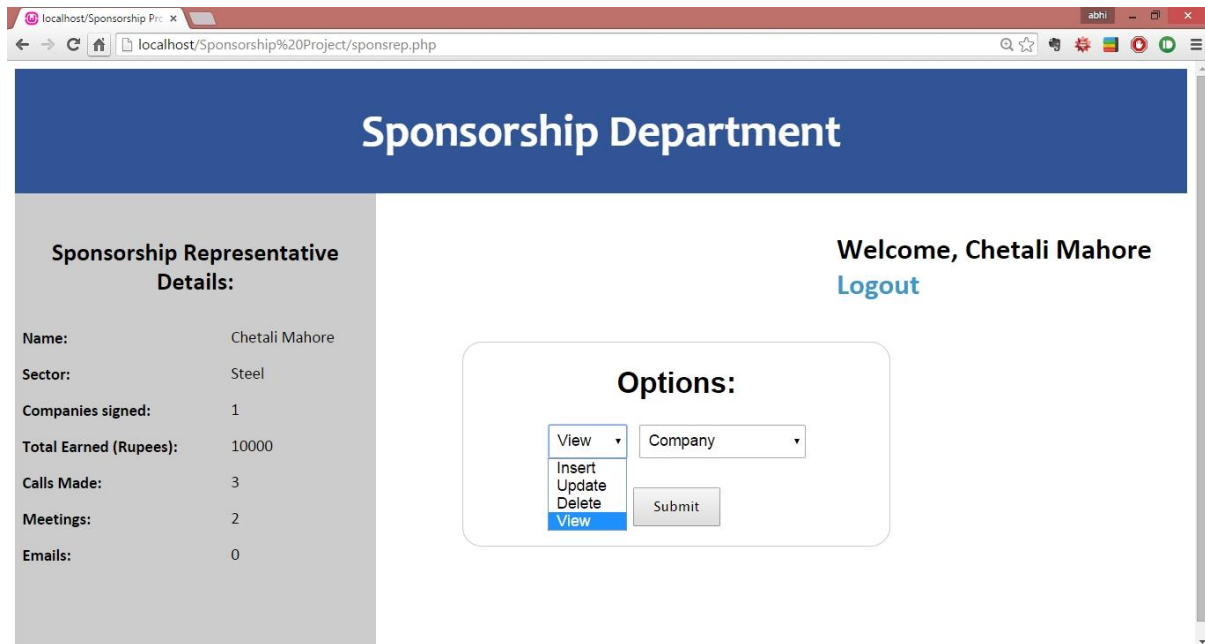 localhost/Sponsorship Prc
abhi
localhost/Sponsorship%20Project/sponsrep.php
Sponsorship Department
Sponsorship Representative
Details:
Name: Chetali Mahore
Sector: Steel
Companies signed: 1
Total Earned (Rupees): 10000
Calls Made: 3
Meetings: 2
Emails: 0
Welcome, Chetali Mahore
Logout
Options:
View Company
Insert
Update
Delete
View
Submit